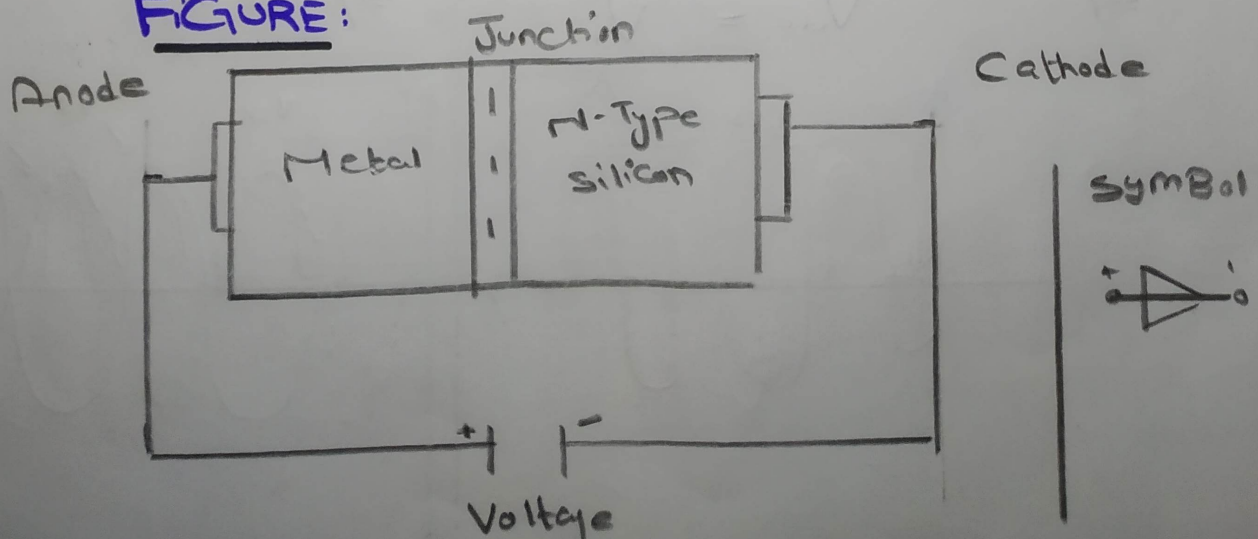 FIGURE:
Junction
Anode
Cathode
Metal
N-Type
silicon
SymBol
+
+ -
Voltage